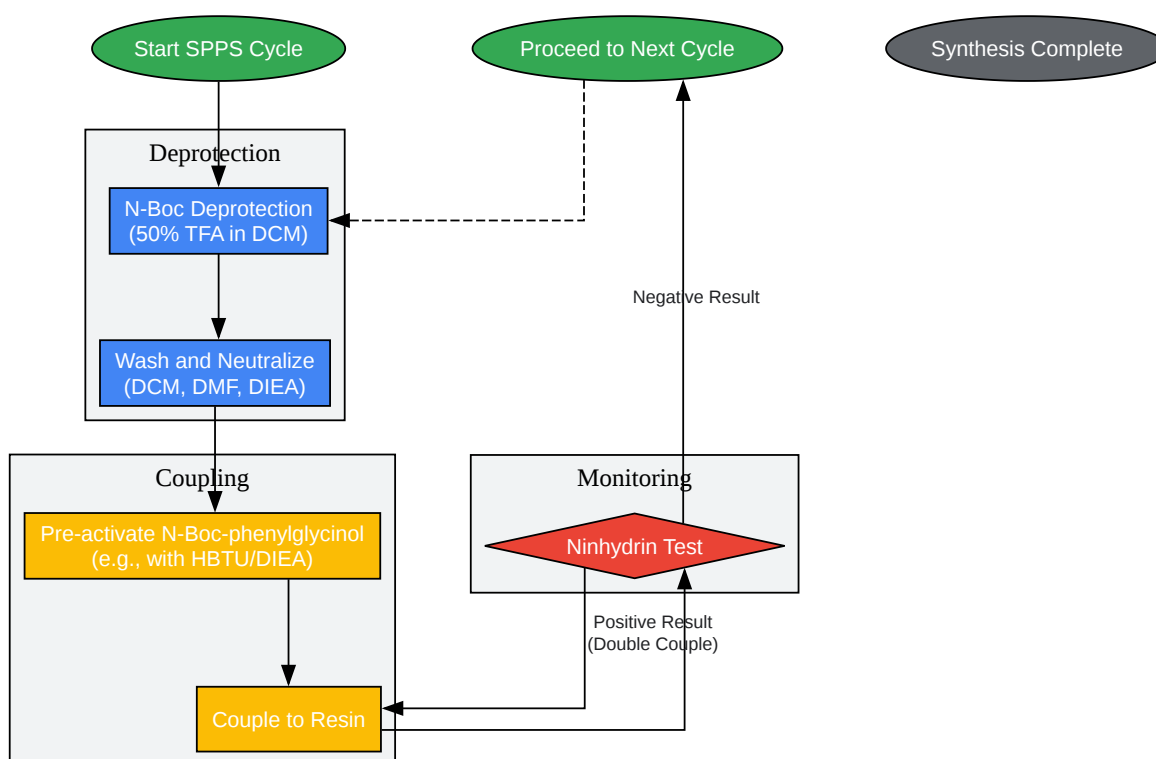 Start SPPS Cycle
Proceed to Next Cycle
Synthesis Complete
Deprotection
N-Boc Deprotection
(50% TFA in DCM)
Negative Result
Wash and Neutralize
(DCM, DMF, DIEA)
Coupling
Monitoring
Pre-activate N-Boc-phenylglycinol
(e.g., with HBTU/DIEA)
Ninhydrin Test
Positive Result
(Double Couple)
Couple to Resin